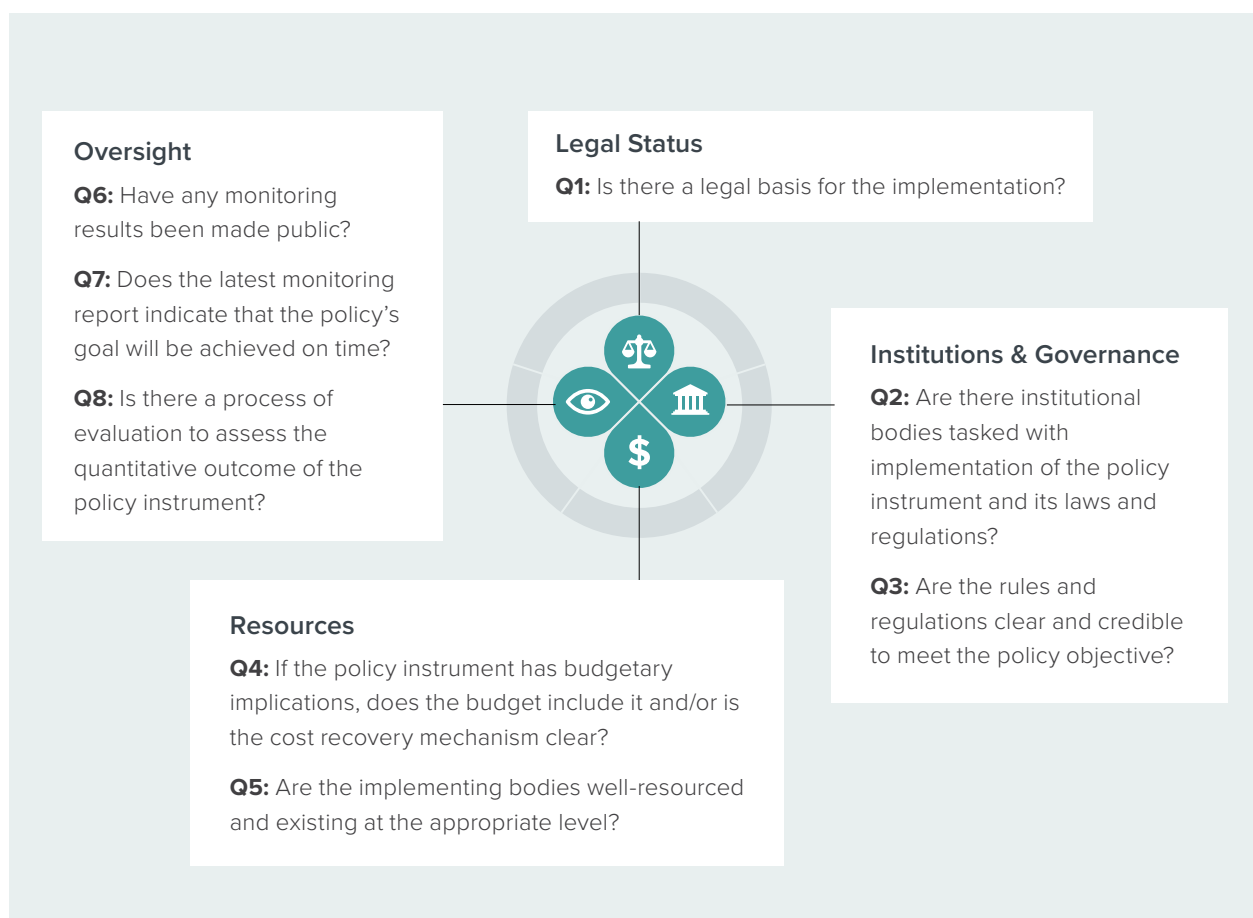 Legal Status
Q1: Is there a legal basis for the implementation?
Institutions & Governance
Q2: Are there institutional
bodies tasked with
implementation of the policy
instrument and its laws and
regulations?
Q3: Are the rules and
regulations clear and credible
to meet the policy objective?
Resources
Q4: If the policy instrument has budgetary
implications, does the budget include it and/or is
the cost recovery mechanism clear?
Q5: Are the implementing bodies well-resourced
and existing at the appropriate level?
Oversight
Q6: Have any monitoring
results been made public?
Q7: Does the latest monitoring
report indicate that the policy’s
goal will be achieved on time?
Q8: Is there a process of
evaluation to assess the
quantitative outcome of the
policy instrument?
$